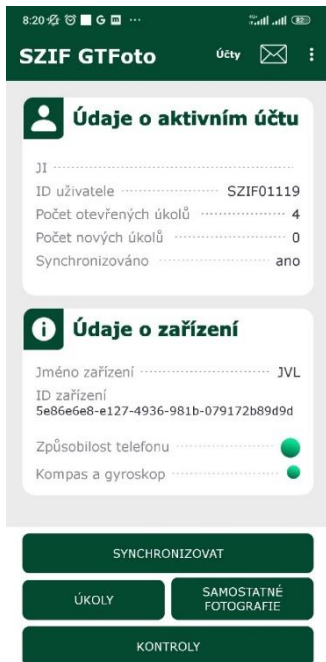 8:20 G m ...
4G+ 82
SZIF GTFoto Účty
Údaje o aktivním účtu
JI
ID uživatele SZIF01119
Počet otevřených úkolů 4
Počet nových úkolů 0
Synchronizováno ano
i Údaje o zařízení
Jméno zařízení JVL
ID zařízení
5e86e6e8-e127-4936-981b-079172b89d9d
Způsobilost telefonu
Kompas a gyroskop
SYNCHRONIZOVAT
ÚKOLY
SAMOSTATNÉ
FOTOGRAFIE
KONTROLY